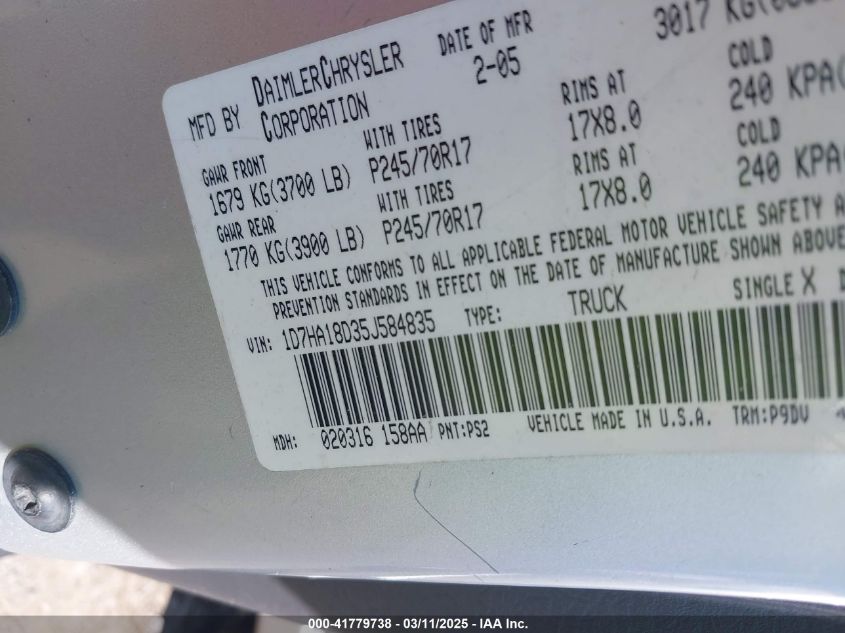 MFD BY DAIMLERCHRYSLER CORPORATION DATE OF MFR 2-05 3017 KG
GAWR FRONT WITH TIRES RIMS AT COLD
1679 KG(3700 LB) P245/70R17 17X8.0 240 KPA(
GAWR REAR WITH TIRES RIMS AT COLD
1770 KG(3900 LB) P245/70R17 17X8.0 240 KPA(
THIS VEHICLE CONFORMS TO ALL APPLICABLE FEDERAL MOTOR VEHICLE SAFETY
PREVENTION STANDARDS IN EFFECT ON THE DATE OF MANUFACTURE SHOWN ABOVE
VIN: 1D7HA18D35J584835 TYPE: TRUCK SINGLE X
MDH: 020316 158AA PNT:PS2 VEHICLE MADE IN U.S.A. TRM:P9DV
000-41779738 - 03/11/2025 - IAA Inc.